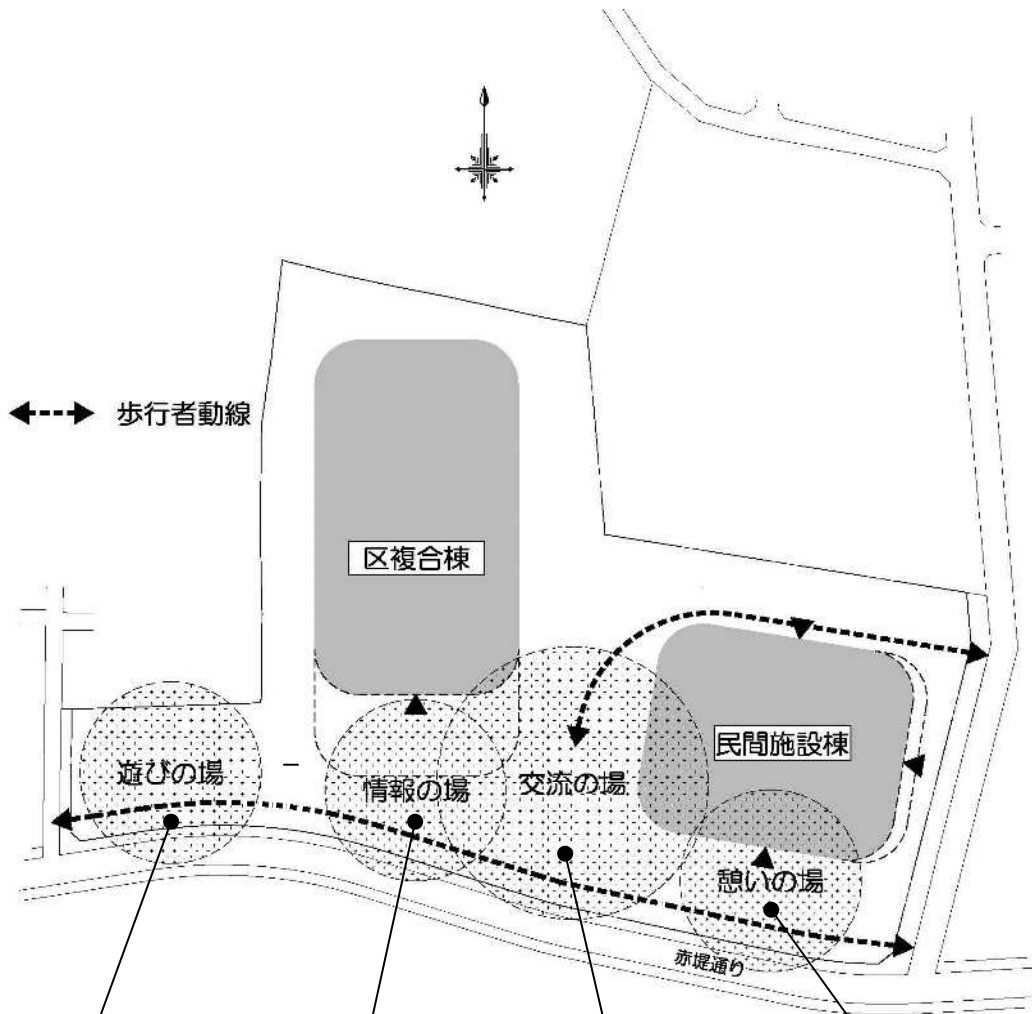 歩行者動線
区複合棟
民間施設棟
遊びの場
情報の場
交流の場
憩いの場
赤堤通り